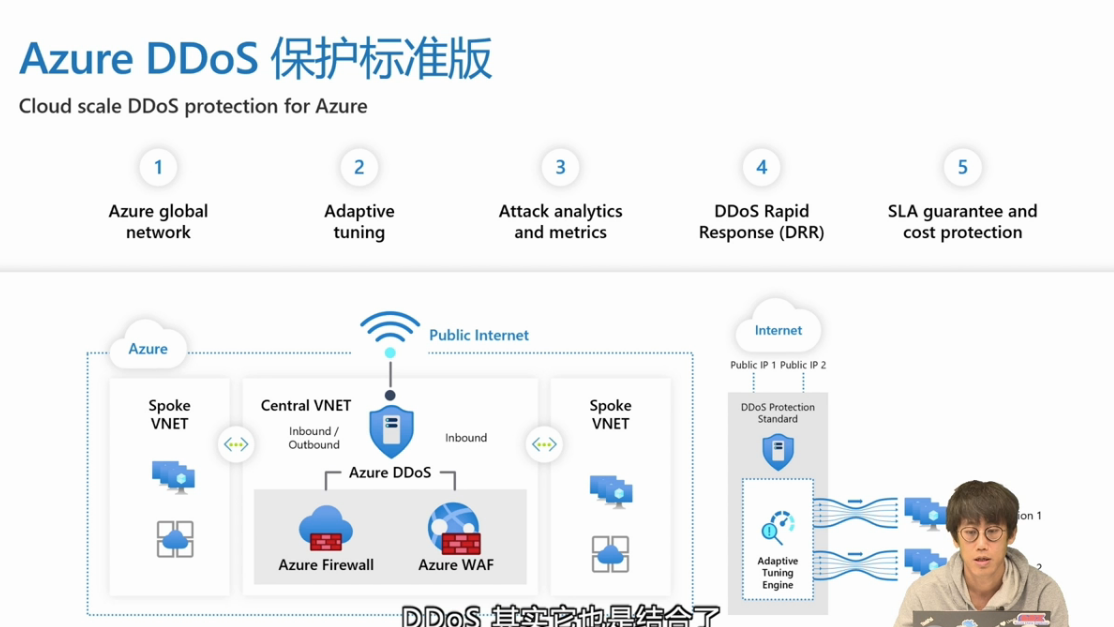 Azure DDoS 保护标准版
Cloud scale DDoS protection for Azure
1
Azure global
network
2
Adaptive
tuning
3
Attack analytics
and metrics
4
DDoS Rapid
Response (DRR)
5
SLA guarantee and
cost protection
Azure
Public Internet
Spoke
VNET
Central VNET
Inbound /
Outbound
Inbound
Azure DDoS
Azure Firewall
Azure WAF
Spoke
VNET
Internet
Public IP 1 Public IP 2
DDoS Protection
Standard
Adaptive
Tuning
Engine
1
2
DDoS 其实它也是结合了